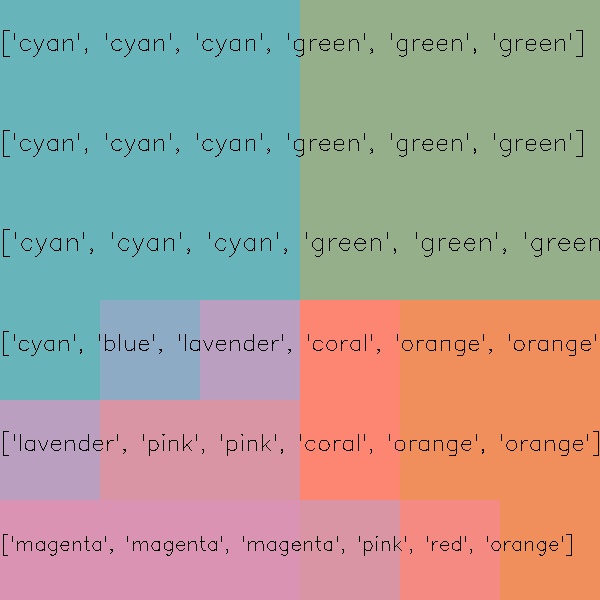 ['cyan', 'cyan', 'cyan', 'green', 'green', 'green']
['cyan', 'cyan', 'cyan', 'green', 'green', 'green']
['cyan', 'cyan', 'cyan', 'green', 'green', 'green
['cyan', 'blue', 'lavender', 'coral', 'orange', 'orange'
['lavender', 'pink', 'pink', 'coral', 'orange', 'orange']
['magenta', 'magenta', 'magenta', 'pink', 'red', 'orange']